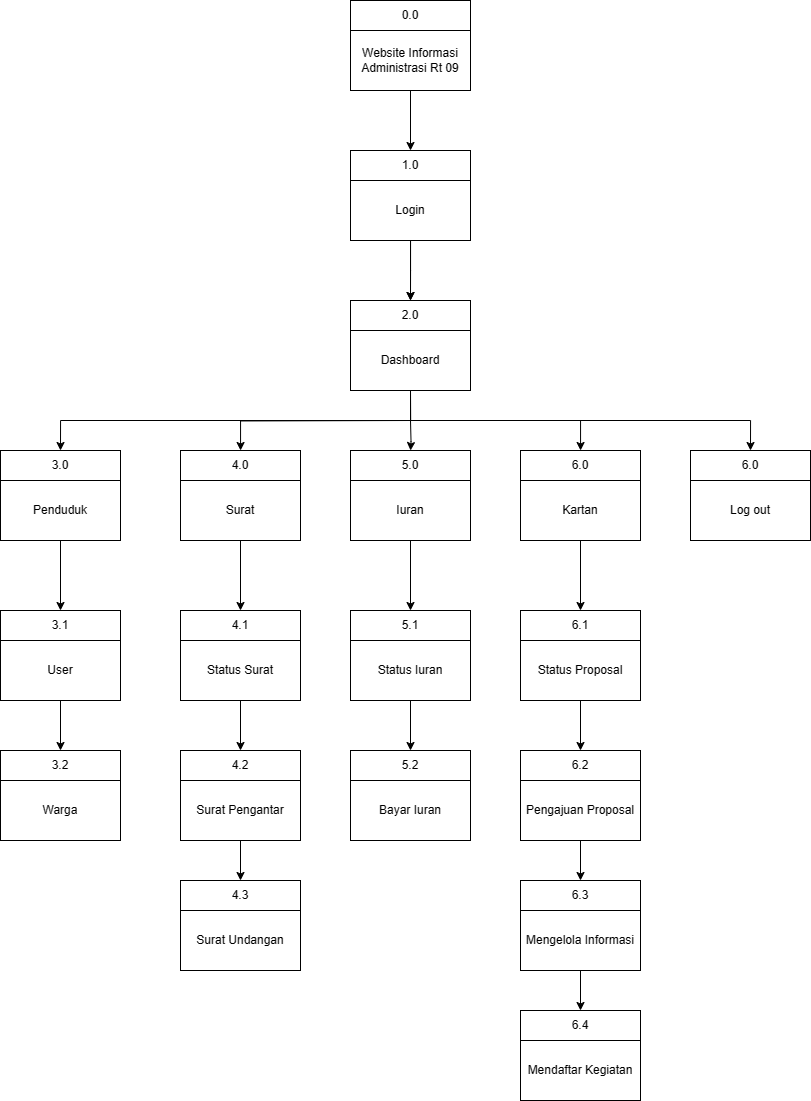 0.0
Website Informasi
Administrasi Rt 09
1.0
Login
2.0
Dashboard
3.0
Penduduk
4.0
Surat
5.0
Iuran
6.0
Kartan
6.0
Log out
3.1
User
4.1
Status Surat
5.1
Status Iuran
6.1
Status Proposal
3.2
Warga
4.2
Surat Pengantar
5.2
Bayar Iuran
6.2
Pengajuan Proposal
4.3
Surat Undangan
6.3
Mengelola Informasi
6.4
Mendaftar Kegiatan